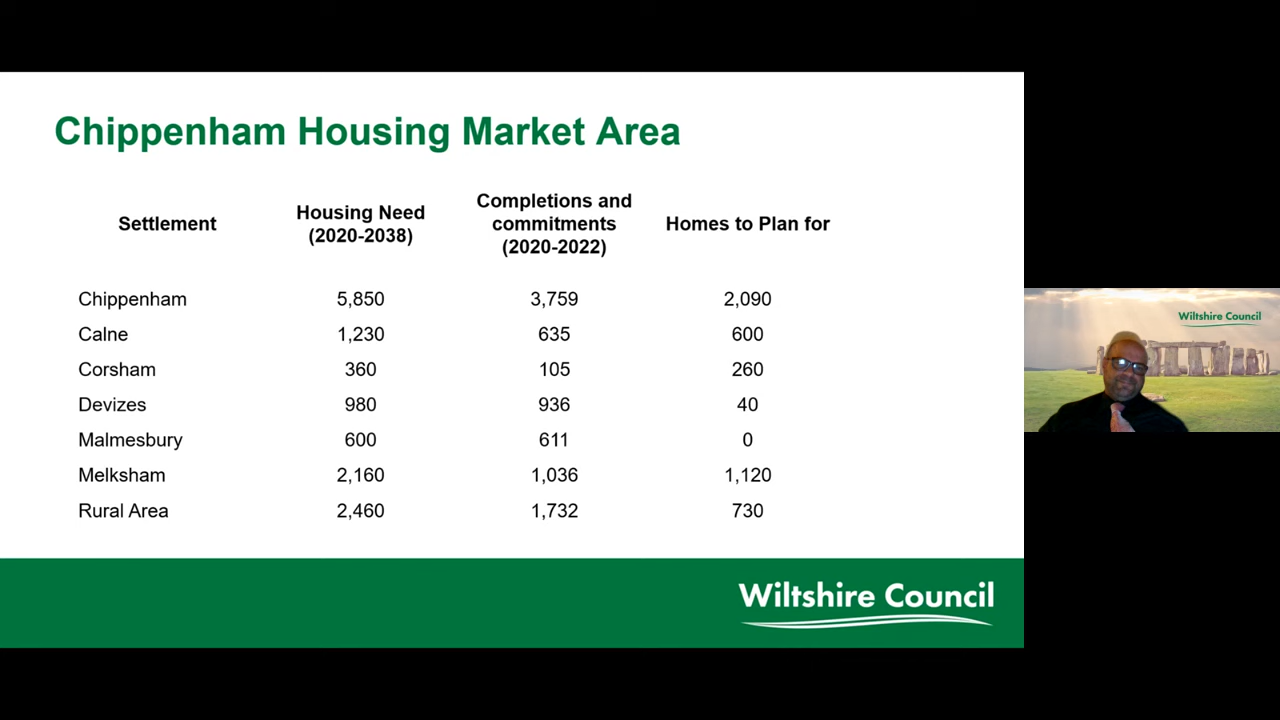 Chippenham Housing Market Area
Settlement
Housing Need
(2020-2038)
Completions and
commitments
(2020-2022)
Homes to Plan for
Chippenham 5,850 3,759 2,090
Calne 1,230 635 600
Corsham 360 105 260
Devizes 980 936 40
Malmesbury 600 611 0
Melksham 2,160 1,036 1,120
Rural Area 2,460 1,732 730
Wiltshire Council
Wiltshire Council